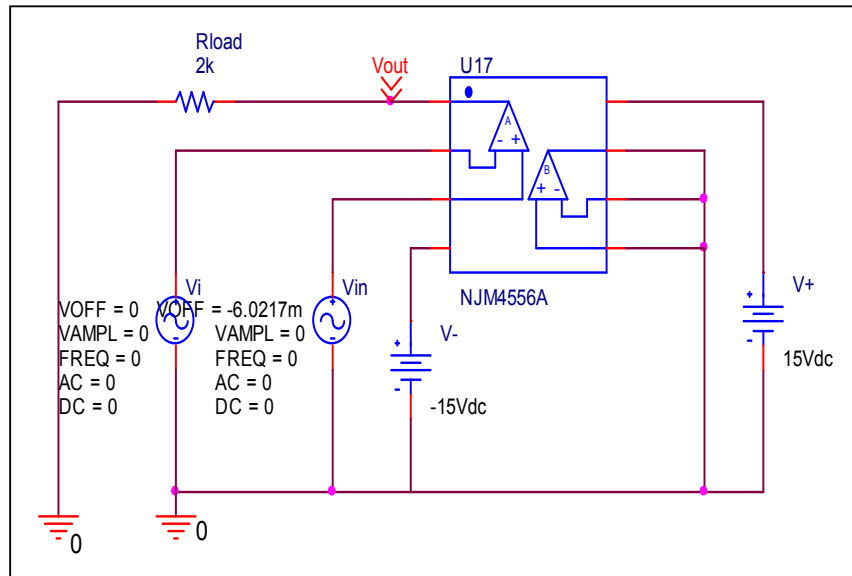 Rload
2k
Vout
U17
A
- +
B
+ -
NJM4556A
Vi
VOFF = 0
VAMPL = 0
FREQ = 0
AC = 0
DC = 0
Vin
VOFF = -6.0217m
VAMPL = 0
FREQ = 0
AC = 0
DC = 0
+
-
+
-
V-
+
-
-15Vdc
V+
+
-
15Vdc
0
0